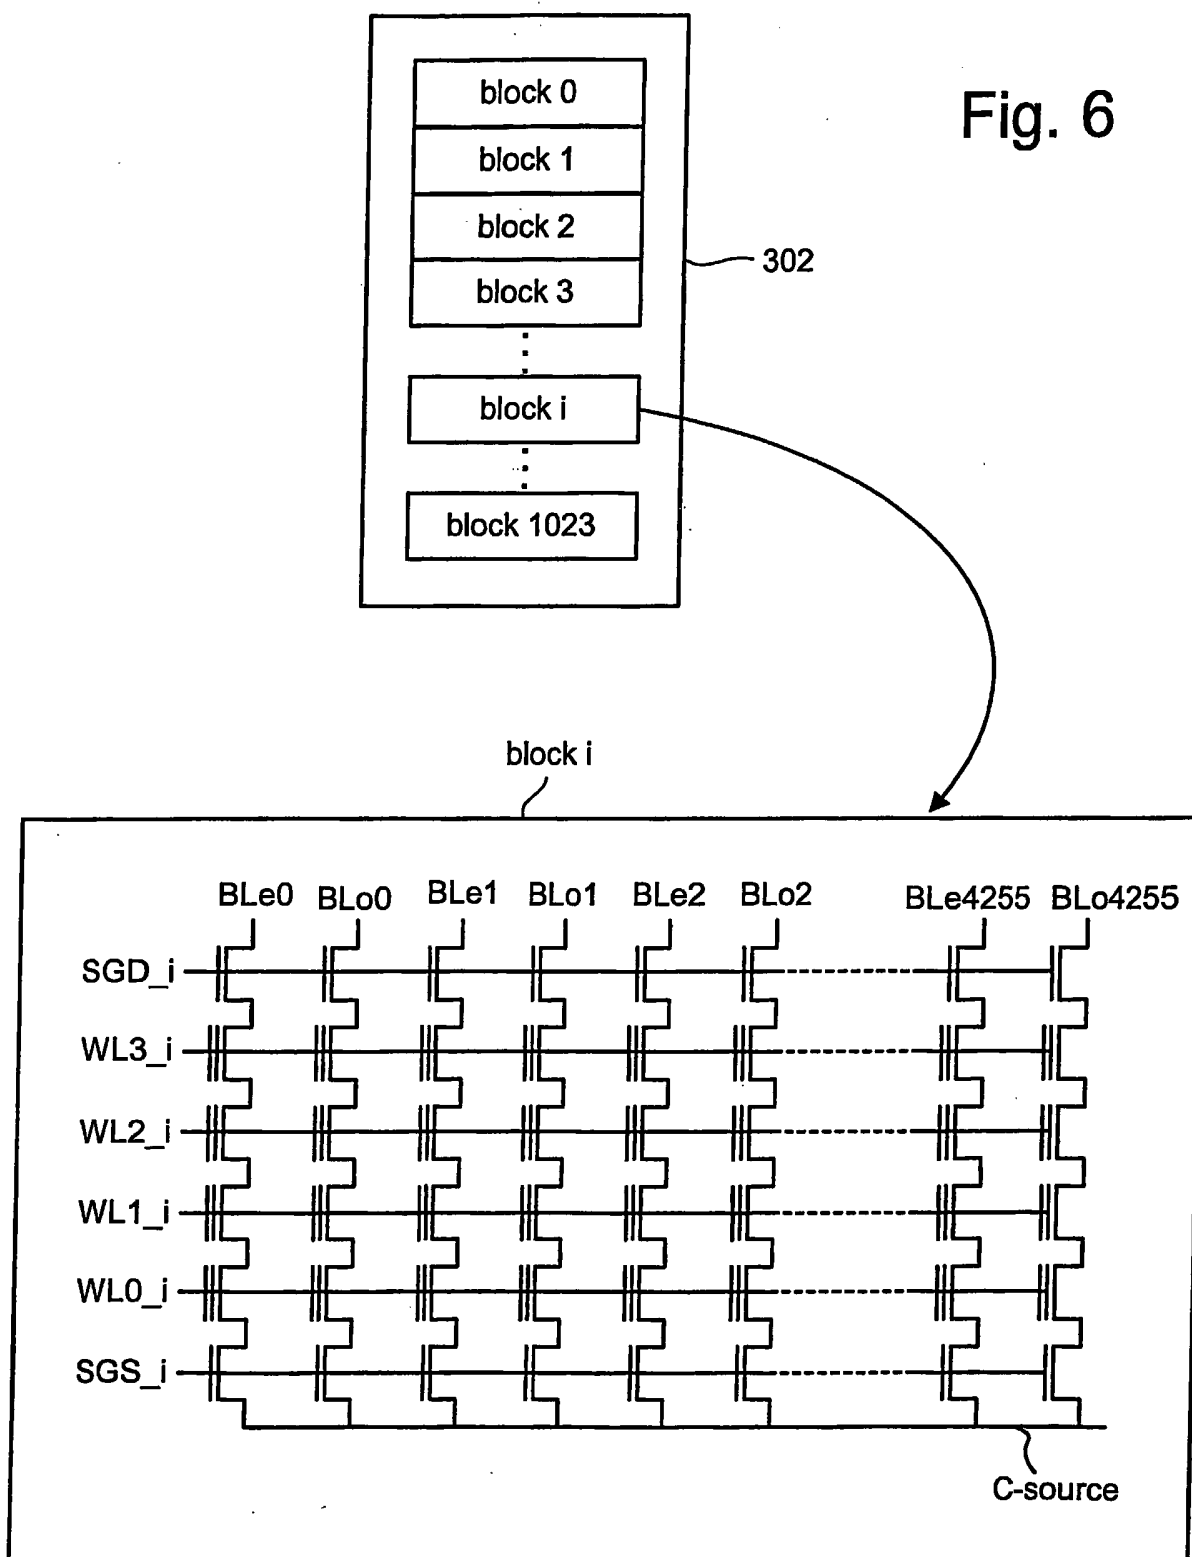 Fig. 6
block 0
block 1
block 2
block 3
302
block i
block 1023
block i
BLe0 BLo0 BLe1 BLo1 BLe2 BLo2 BLe4255 BLo4255
SGD_i
WL3_i
WL2_i
WL1_i
WL0_i
SGS_i
C-source